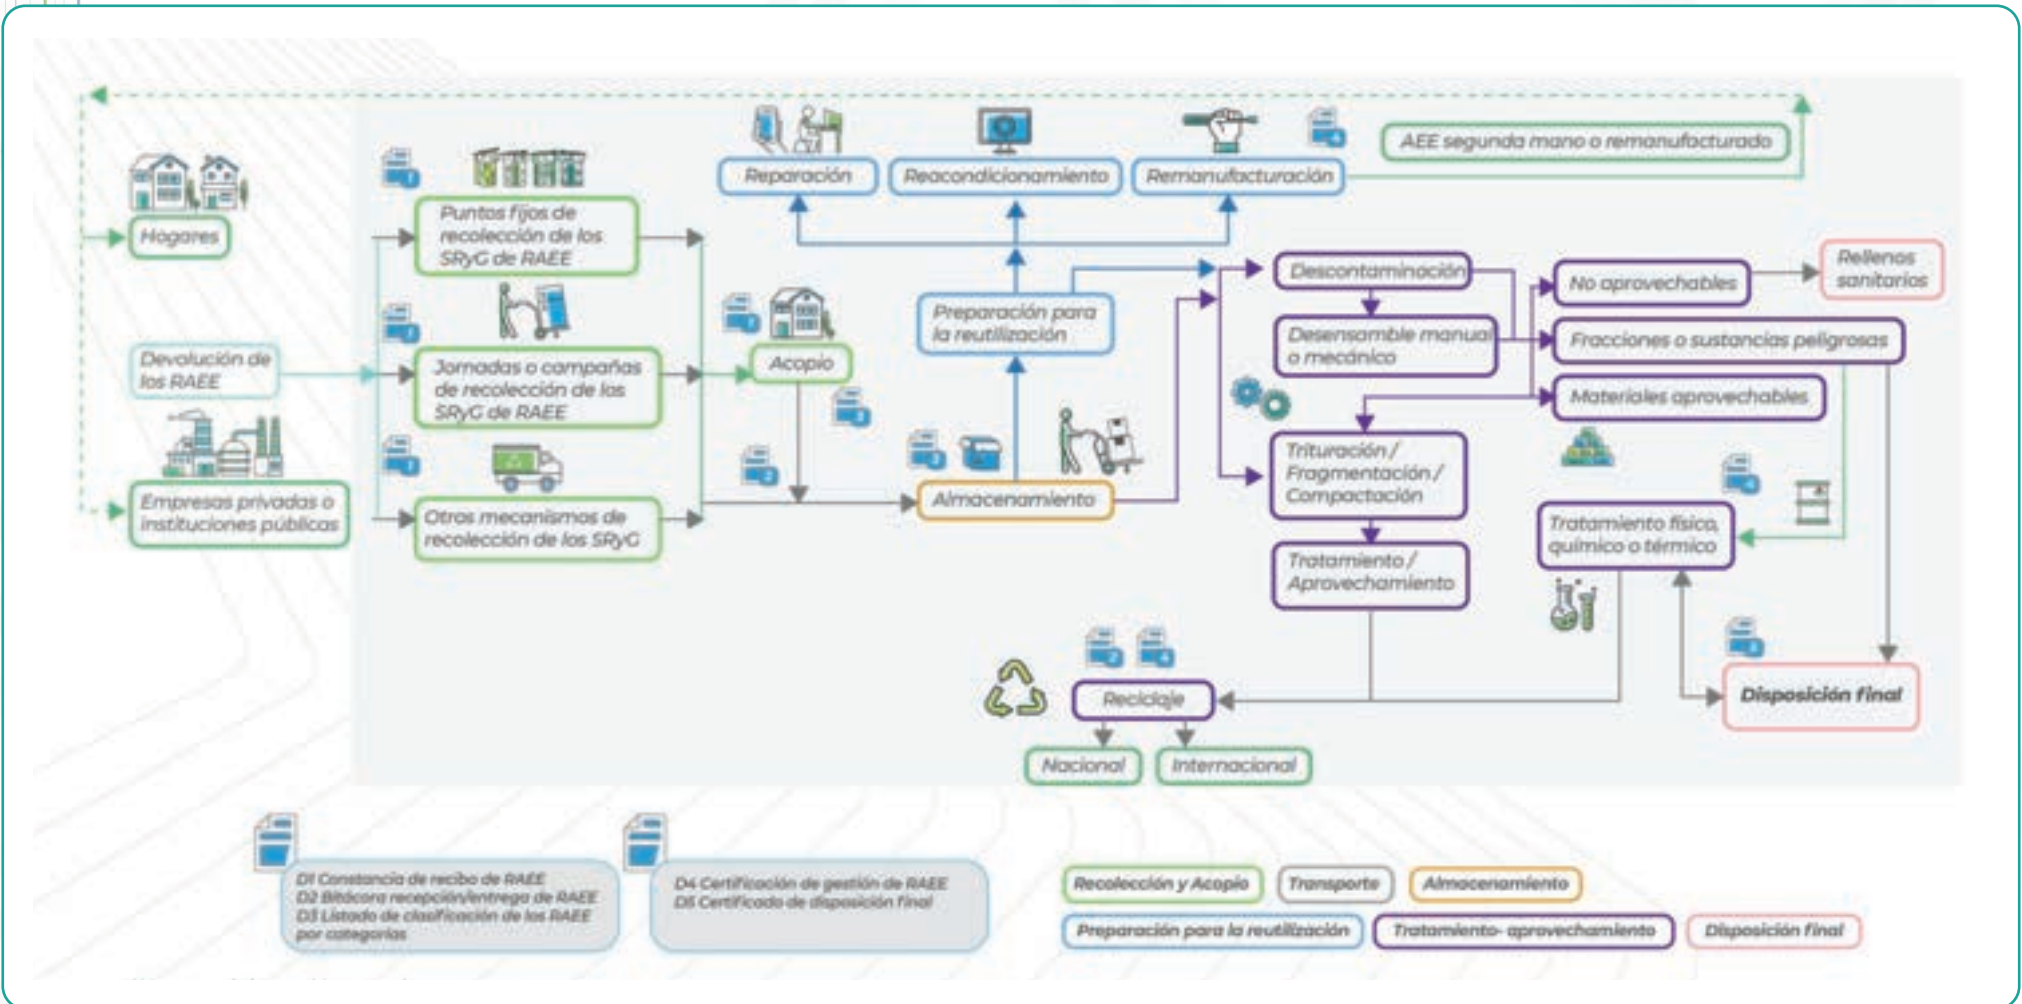 Hogares
Devolución de
los RAEE
Empresas privadas o
instituciones públicas
Puntos fijos de
recolección de los
SRyG de RAEE
Jornadas o campañas
de recolección de los
SRyG de RAEE
Otros mecanismos de
recolección de los SRyG
Acopio
Reparación
Reacondicionamiento
Remanufacturación
AEE segunda mano o remanufacturado
Preparación para
la reutilización
Almacenamiento
Descontaminación
Desensamble manual
o mecánico
Trituración /
Fragmentación /
Compactación
Tratamiento /
Aprovechamiento
No aprovechables
Fracciones o sustancias peligrosas
Materiales aprovechables
Rellenos
sanitarios
Tratamiento físico,
químico o térmico
Disposición final
Reciclaje
Nacional
Internacional
D1 Constancia de recibo de RAEE
D2 Bitácora recepción/entrega de RAEE
D3 Listado de clasificación de los RAEE
por categorías
D4 Certificación de gestión de RAEE
D5 Certificado de disposición final
Recolección y Acopio
Transporte
Almacenamiento
Preparación para la reutilización
Tratamiento- aprovechamiento
Disposición final